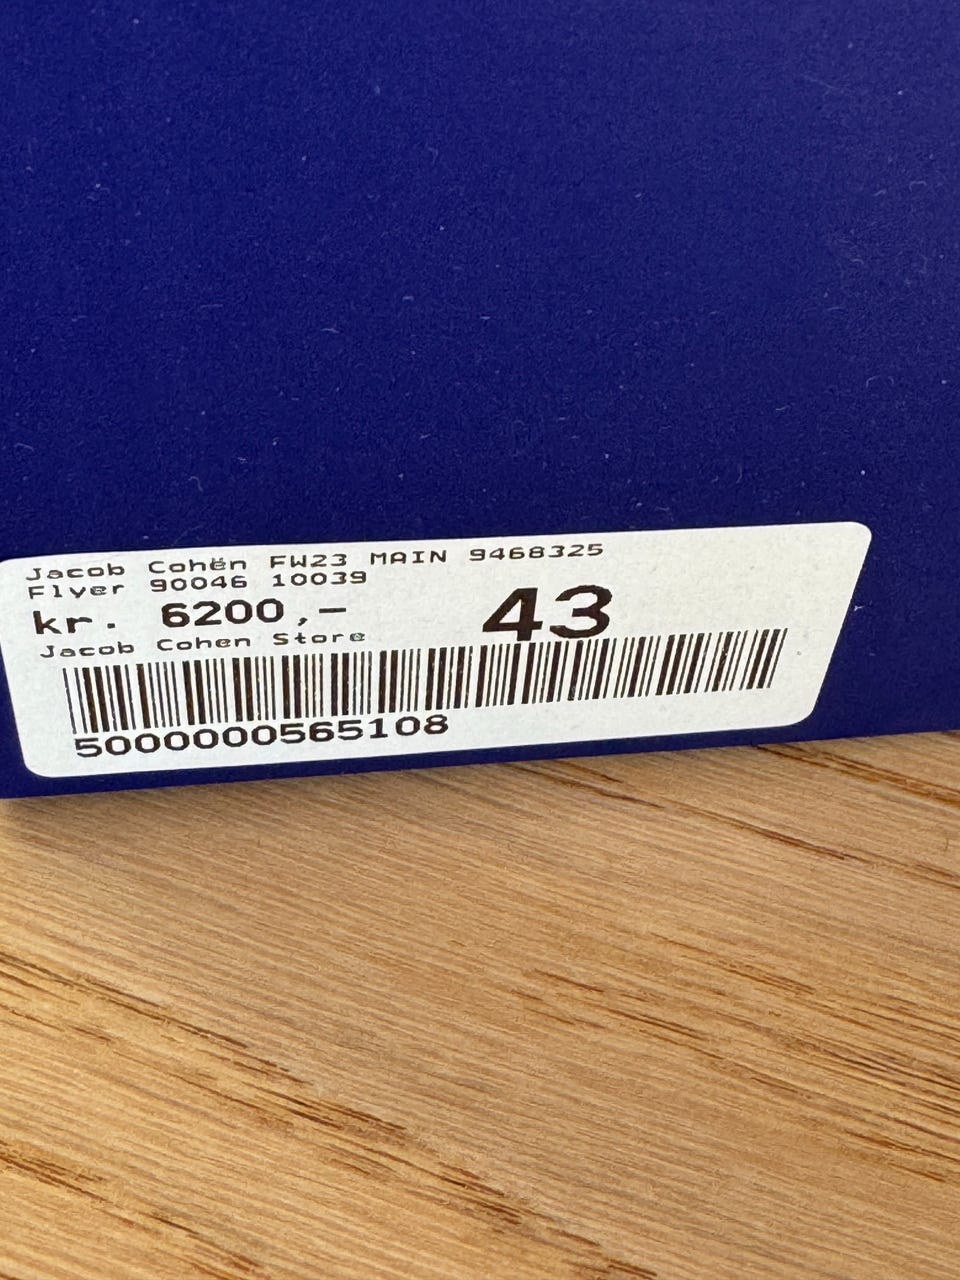 Jacob Cohën FW23 MAIN 9468325
Flyer 90046 10039
kr. 6200,- 43
Jacob Cohen Store
5000000565108